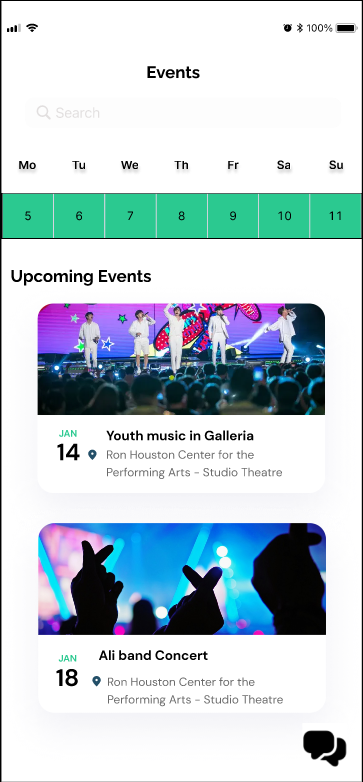 100%
Events
Search
Mo Tu We Th Fr Sa Su
5 6 7 8 9 10 11
Upcoming Events
JAN
14
Youth music in Galleria
Ron Houston Center for the
Performing Arts - Studio Theatre
JAN
18
Ali band Concert
Ron Houston Center for the
Performing Arts - Studio Theatre